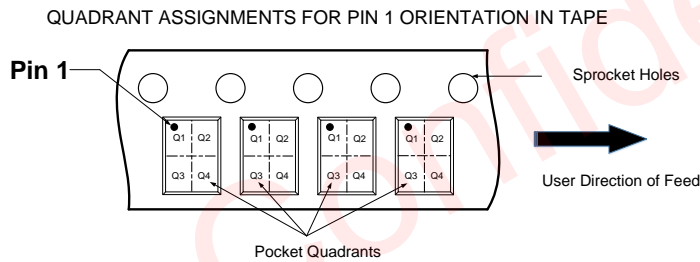 QUADRANT ASSIGNMENTS FOR PIN 1 ORIENTATION IN TAPE
Pin 1
Sprocket Holes
Q1 Q2 Q1 Q2 Q1 Q2 Q1 Q2
Q3 Q4 Q3 Q4 Q3 Q4 Q3 Q4
User Direction of Feed
Pocket Quadrants
Confide